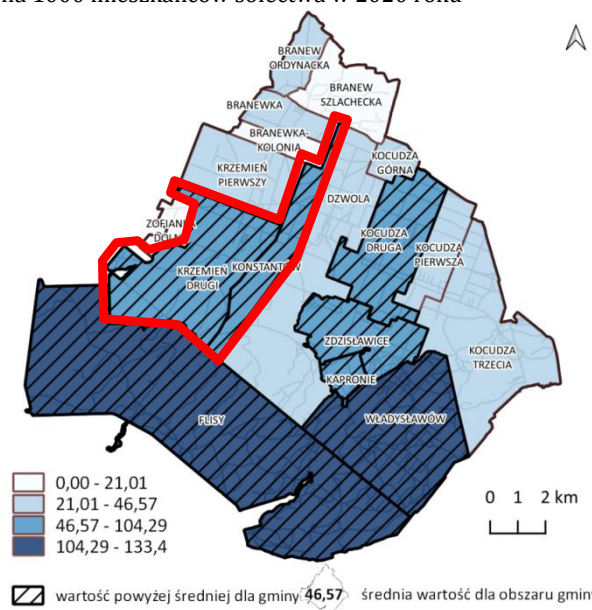 na 1000 mieszkańców sołectwa w 2020 roku
BRANEW
ORDYNACKA
BRANEW
SZLACHECKA
BRANEWKA
BRANEWKA-
KOLONIA
KRZEMIEŃ
PIERWSZY
KOCUDZA
GÓRNA
DZWOLA
ZOFIANKA
DOLNA
KOCUDZA
DRUGA
KOCUDZA
PIERWSZA
KRZEMIEŃ
DRUGI
KONSTANTÓW
ZDZISŁAWICE
KOCUDZA
TRZECIA
KAPRONIE
FLISY
WŁADYSŁAWÓW
0,00 - 21,01
21,01 - 46,57
46,57 - 104,29
104,29 - 133,4
0 1 2 km
wartość powyżej średniej dla gminy
46,57 średnia wartość dla obszaru gminy